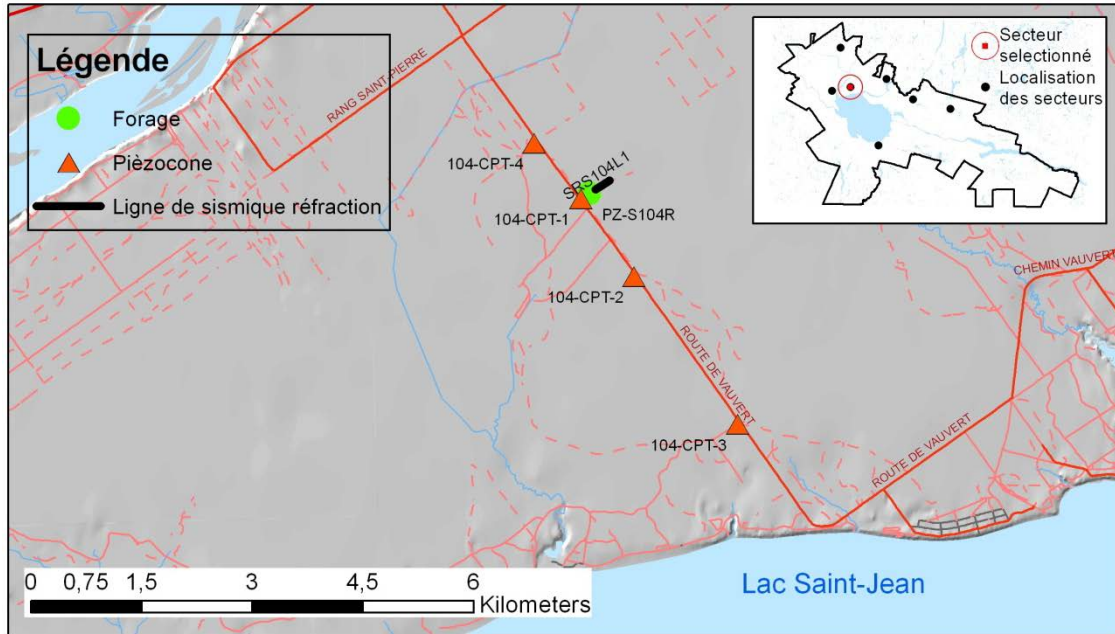 Légende
Forage
Pièzocone
Ligne de sismique réfraction
Secteur
selectionné
Localisation
des secteurs
RANG SAINT-PIERRE
104-CPT-4
SRS104L1
104-CPT-1
PZ-S104R
104-CPT-2
CHEMIN VAUVERT
ROUTE DE VAUVERT
104-CPT-3
ROUTE DE VAUVERT
0 0,75 1,5 3 4,5 6
Kilometers
Lac Saint-Jean